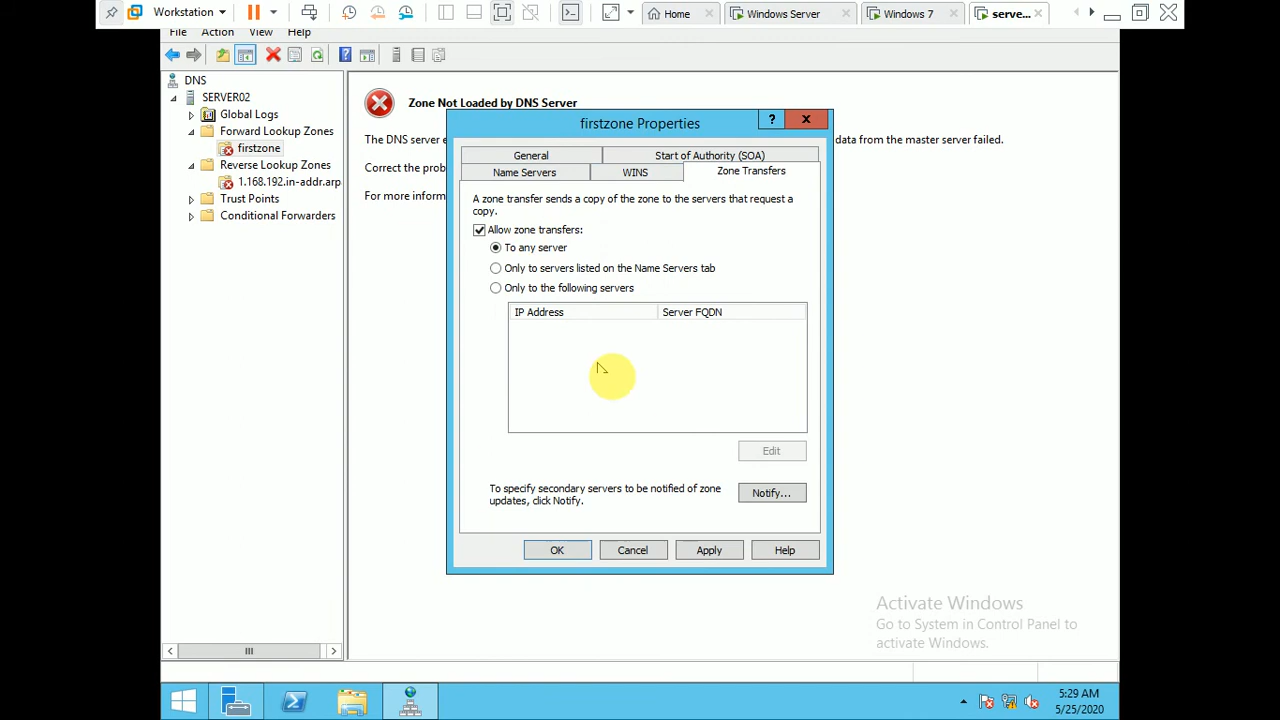 Workstation
Home
Windows Server
Windows 7
serve...
File
Action
View
Help
DNS
SERVER02
Global Logs
Forward Lookup Zones
firstzone
Reverse Lookup Zones
1.168.192.in-addr.arp
Trust Points
Conditional Forwarders
Zone Not Loaded by DNS Server
The DNS server e
data from the master server failed.
Correct the prob
For more inform
firstzone Properties
?
General
Start of Authority (SOA)
Name Servers
WINS
Zone Transfers
A zone transfer sends a copy of the zone to the servers that request a
copy.
Allow zone transfers:
To any server
Only to servers listed on the Name Servers tab
Only to the following servers
IP Address
Server FQDN
Edit
To specify secondary servers to be notified of zone
updates, click Notify.
Notify...
OK
Cancel
Apply
Help
Activate Windows
Go to System in Control Panel to
activate Windows.
5:29 AM
5/25/2020